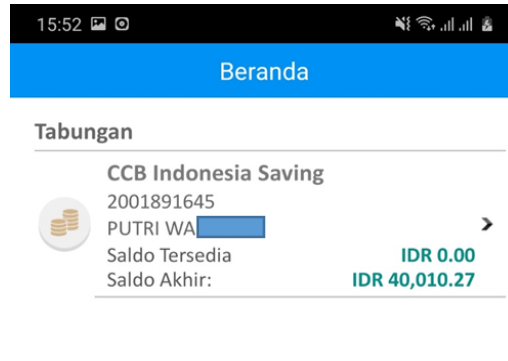 15:52
Beranda
Tabungan
CCB Indonesia Saving
2001891645
PUTRI WA
Saldo Tersedia IDR 0.00
Saldo Akhir: IDR 40,010.27